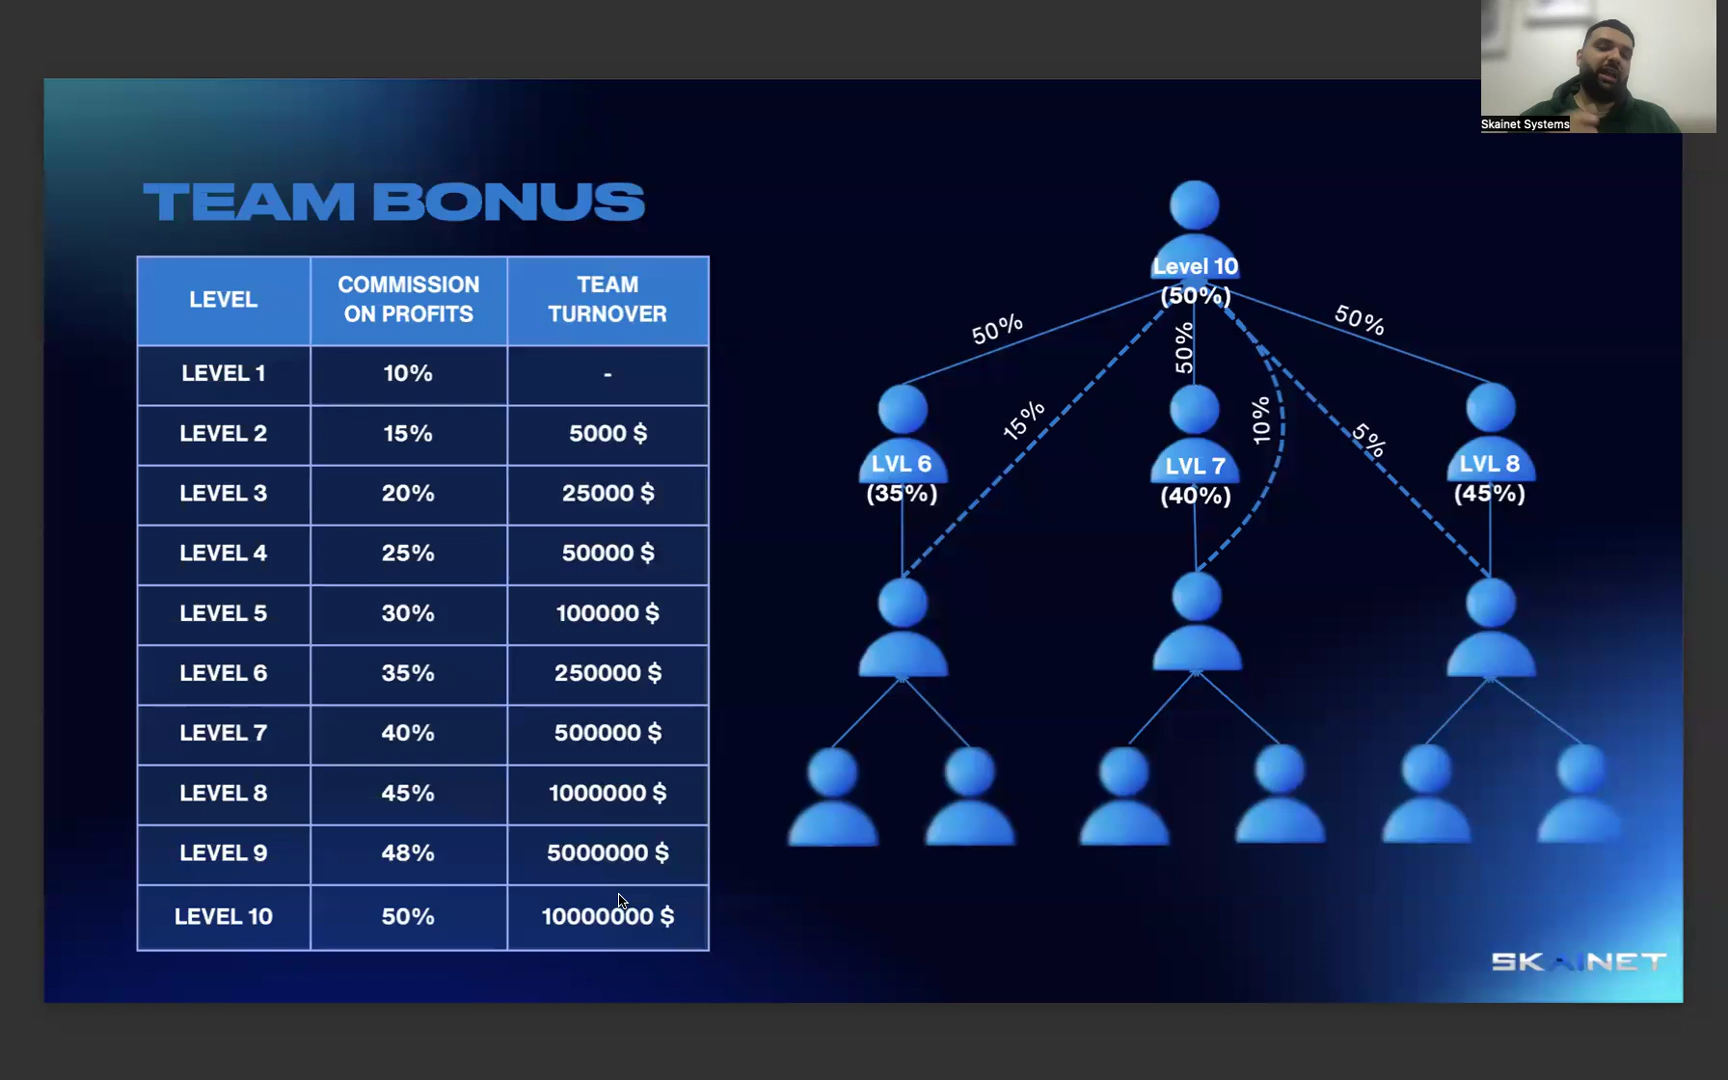 Skainet Systems
TEAM BONUS
LEVEL COMMISSION ON PROFITS TEAM TURNOVER
LEVEL 1 10% -
LEVEL 2 15% 5000 $
LEVEL 3 20% 25000 $
LEVEL 4 25% 50000 $
LEVEL 5 30% 100000 $
LEVEL 6 35% 250000 $
LEVEL 7 40% 500000 $
LEVEL 8 45% 1000000 $
LEVEL 9 48% 5000000 $
LEVEL 10 50% 10000000 $
Level 10
(50%)
50% 50% 50%
15% 10% 5%
LVL 6 LVL 7 LVL 8
(35%) (40%) (45%)
SKAINET